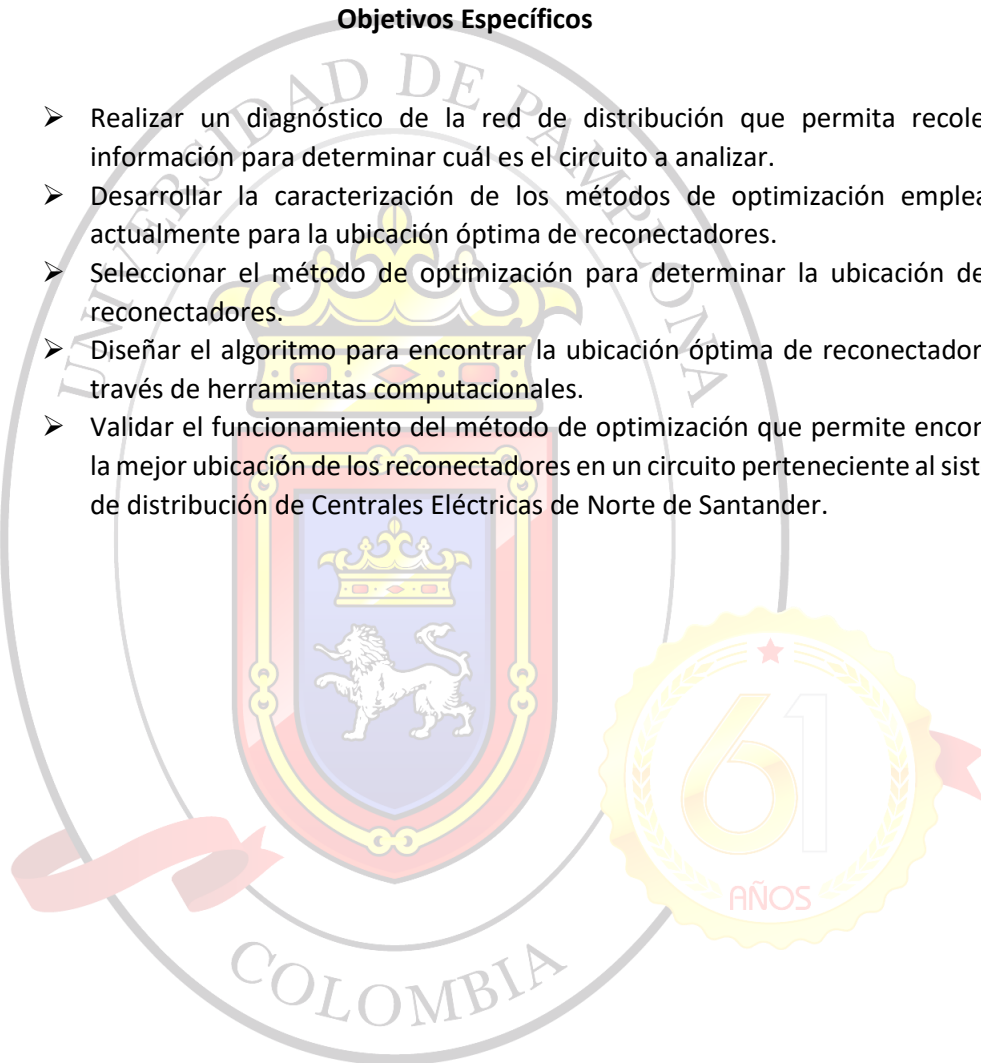 Objetivos Específicos
➢ Realizar un diagnóstico de la red de distribución que permita recole
información para determinar cuál es el circuito a analizar.
➢ Desarrollar la caracterización de los métodos de optimización emplea
actualmente para la ubicación óptima de reconectadores.
➢ Seleccionar el método de optimización para determinar la ubicación de
reconectadores.
➢ Diseñar el algoritmo para encontrar la ubicación óptima de reconectador
través de herramientas computacionales.
➢ Validar el funcionamiento del método de optimización que permite encon
la mejor ubicación de los reconectadores en un circuito perteneciente al sist
de distribución de Centrales Eléctricas de Norte de Santander.
UNIVERSIDAD DE PAMPLONA
61
AÑOS
COLOMBIA